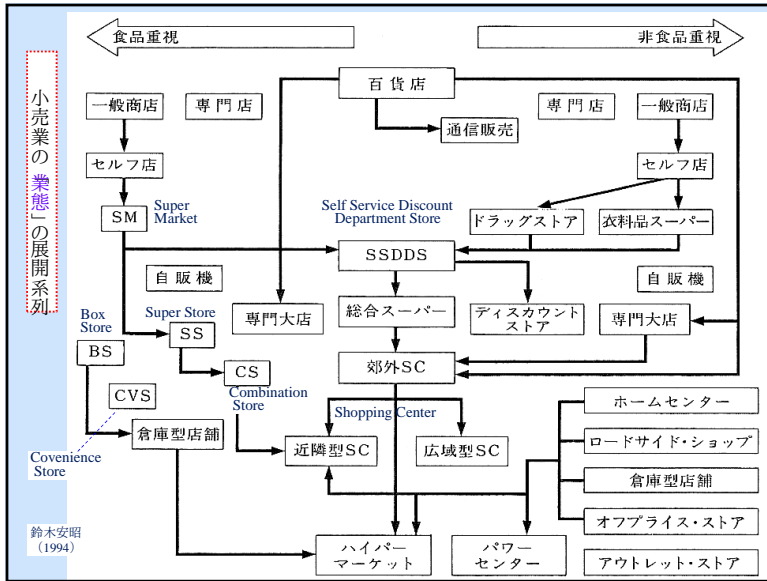 食品重視
非食品重視
小売業の「業態」の展開系列
百貨店
一般商店
専門店
専門店
一般商店
通信販売
セルフ店
セルフ店
SM
Super
Market
Self Service Discount
Department Store
ドラッグストア
衣料品スーパー
SSDDS
自販機
自販機
専門大店
総合スーパー
ディスカウント
ストア
専門大店
Box
Store
Super Store
BS
SS
CS
郊外SC
CVS
Combination
Store
Shopping Center
ホームセンター
Covenience
Store
倉庫型店舗
近隣型SC
広域型SC
ロードサイド・ショップ
倉庫型店舗
オフプライス・ストア
アウトレット・ストア
ハイパー
マーケット
パワー
センター
鈴木安昭
(1994)